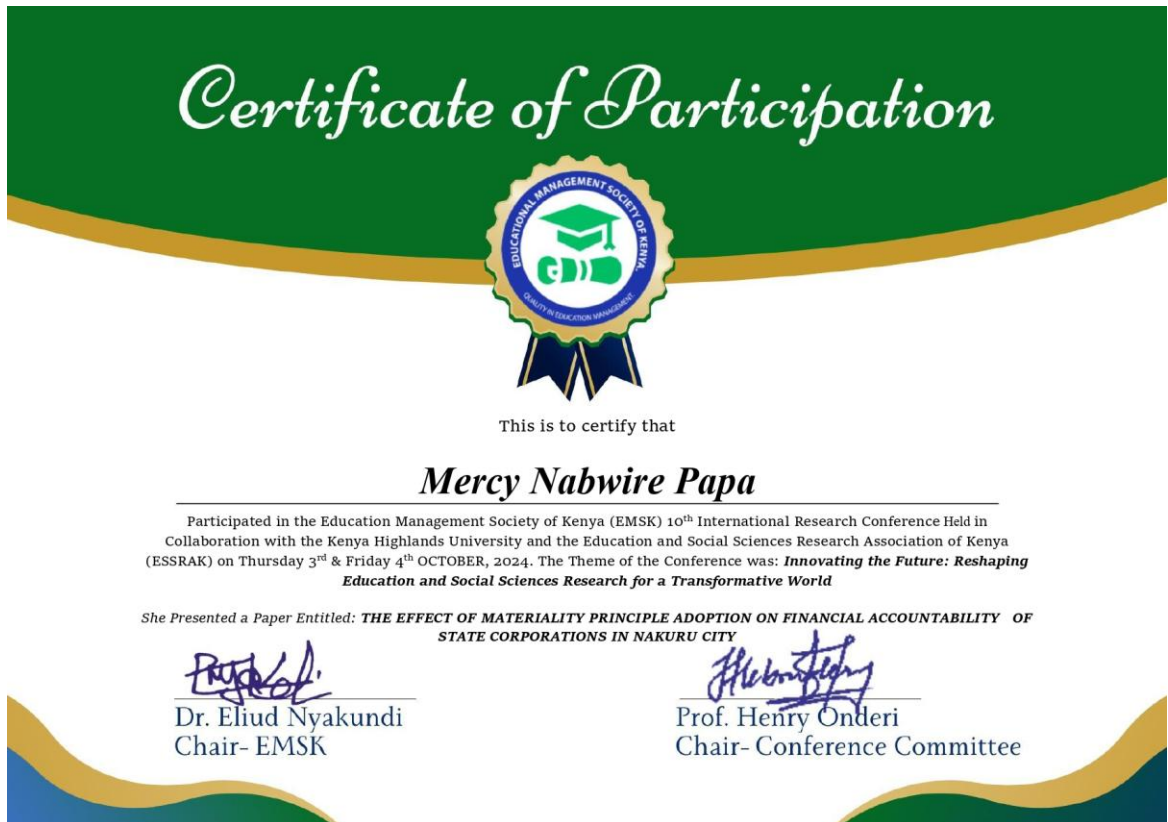 Certificate of Participation
EDUCATIONAL MANAGEMENT SOCIETY OF KENYA.
QUALITY IN EDUCATION MANAGEMENT.
This is to certify that
Mercy Nabwire Papa
Participated in the Education Management Society of Kenya (EMSK) 10th International Research Conference Held in
Collaboration with the Kenya Highlands University and the Education and Social Sciences Research Association of Kenya
(ESSRAK) on Thursday 3rd & Friday 4th OCTOBER, 2024. The Theme of the Conference was: Innovating the Future: Reshaping
Education and Social Sciences Research for a Transformative World
She Presented a Paper Entitled: THE EFFECT OF MATERIALITY PRINCIPLE ADOPTION ON FINANCIAL ACCOUNTABILITY OF
STATE CORPORATIONS IN NAKURU CITY
Dr. Eliud Nyakundi
Chair- EMSK
Prof. Henry Onderi
Chair- Conference Committee